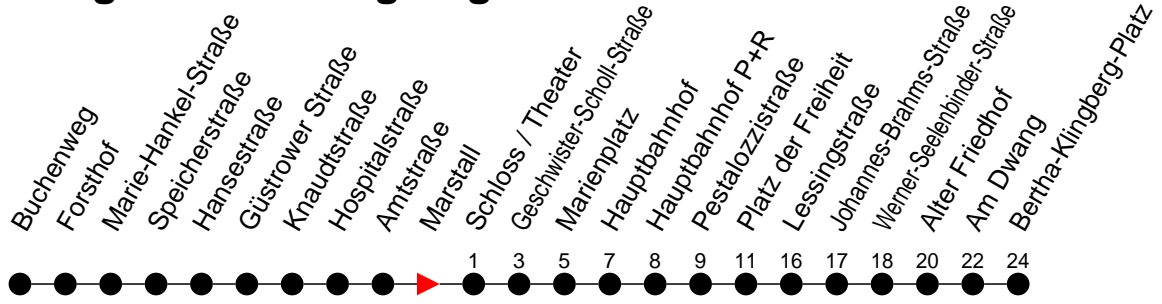 Buchenweg
Forsthof
Marie-Hankel-Straße
Speicherstraße
Hansestraße
Güstrower Straße
Knaudtstraße
Hospitalstraße
Amtstraße
Marstall
Schloss / Theater
Geschwister-Scholl-Straße
Marienplatz
Hauptbahnhof
Hauptbahnhof P+R
Pestalozzistraße
Platz der Freiheit
Lessingstraße
Johannes-Brahms-Straße
Werner-Seelenbinder-Straße
Alter Friedhof
Am Dwang
Bertha-Klingberg-Platz
1 3 5 7 8 9 11 16 17 18 20 22 24